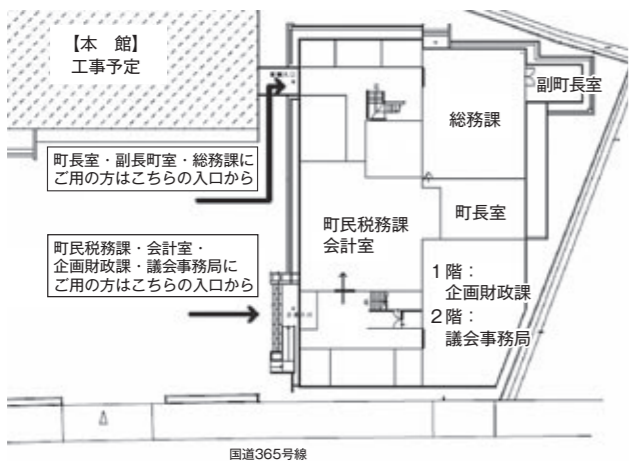 【本 館】
工事予定
副町長室
総務課
町長室・副長町室・総務課に
ご用の方はこちらの入口から
町長室
町民税務課
会計室
町民税務課・会計室・
企画財政課・議会事務局に
ご用の方はこちらの入口から
1階：
企画財政課
2階：
議会事務局
国道365号線